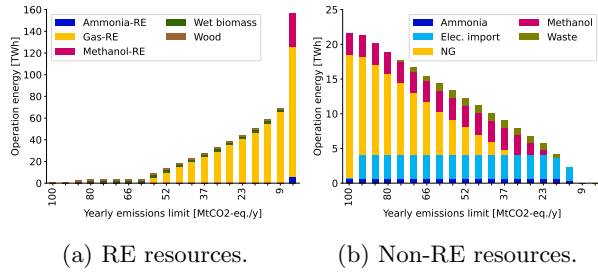 160
140
120
100
80
60
40
20
0
Operation energy [TWh]
Ammonia-RE
Gas-RE
Methanol-RE
Wet biomass
Wood
100
80
66
52
37
23
9
Yearly emissions limit [MtCO2-eq./y]
(a) RE resources.
25
20
15
10
5
0
Operation energy [TWh]
Ammonia
Elec. import
NG
Methanol
Waste
100
80
66
52
37
23
9
Yearly emissions limit [MtCO2-eq./y]
(b) Non-RE resources.